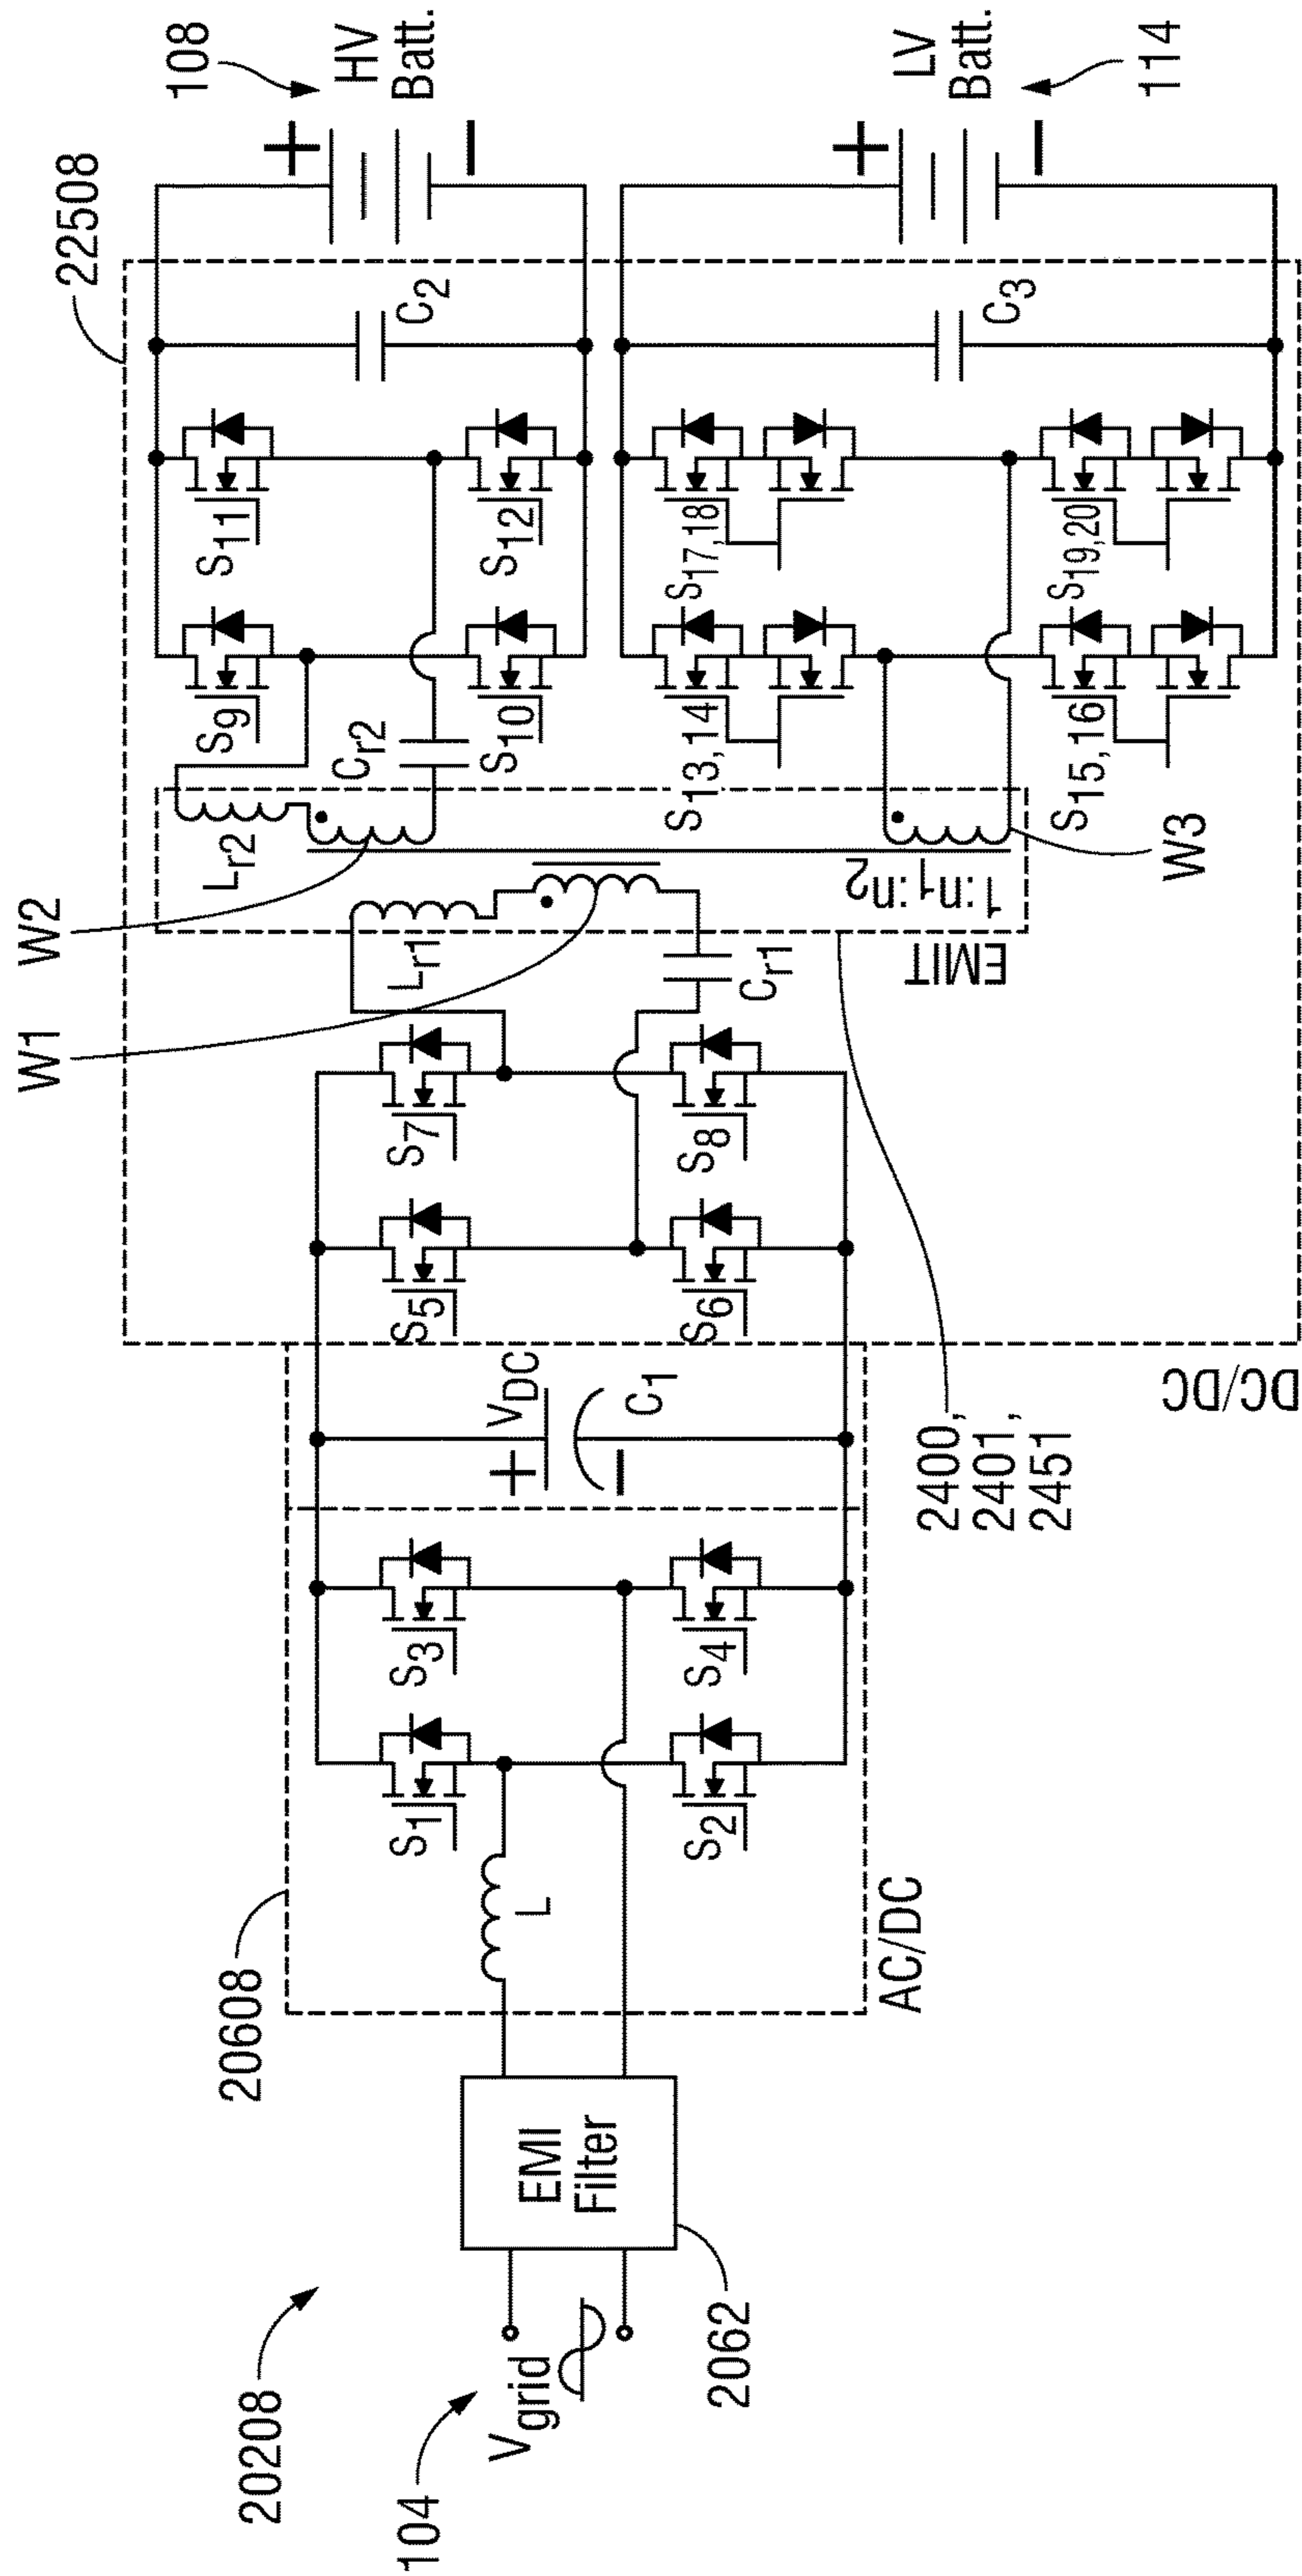 20208
104
Vgrid
EMI
Filter
2062
20608
L
S1
S2
S3
S4
AC/DC
+
VDC
−
C1
22508
S5
S6
S7
S8
W1
W2
Lr1
Cr1
Lr2
Cr2
1:n1:n2
EMIT
2400,
2401,
2451
DC/DC
W3
S9
S10
S11
S12
C2
+
−
108
HV
Batt.
S13,14
S15,16
S17,18
S19,20
C3
+
−
LV
Batt.
114